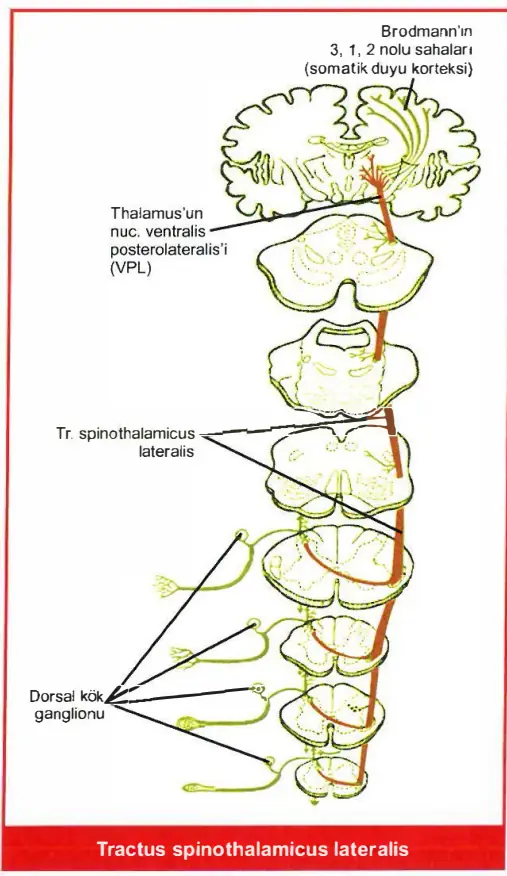 Brodmann'ın
3, 1, 2 nolu sahaları
(somatik duyu korteksi)
Thalamus'un
nuc. ventralis
posterolateralis'i
(VPL)
Tr. spinothalamicus
lateralis
Dorsal kök
ganglionu
Tractus spinothalamicus lateralis